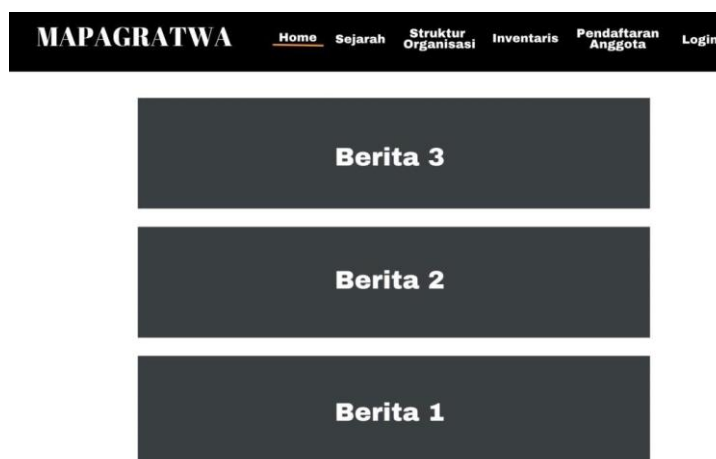 MAPAGRATWA
Home
Sejarah
Struktur
Organisasi
Inventaris
Pendaftaran
Anggota
Login
Berita 3
Berita 2
Berita 1